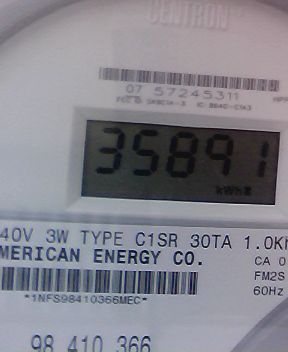 CENTRON
07 57245311
35891
kWh
40V 3W TYPE C1SR 30TA 1.0Kh
MERICAN ENERGY CO.
CA 0
FM2S
60Hz
*1NFS98410366MEC*
98 410 366